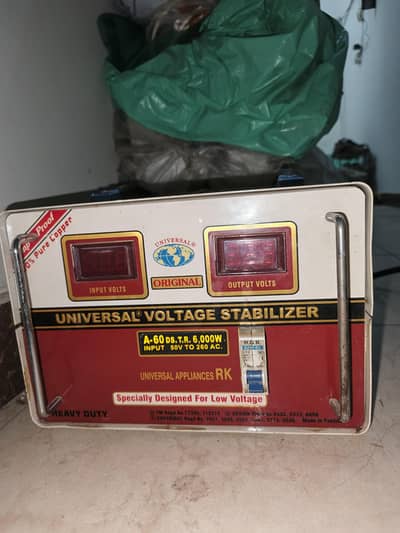 Proof
% Pure Copper
UNIVERSAL®
ORIGINAL
INPUT VOLTS
OUTPUT VOLTS
UNIVERSAL® VOLTAGE STABILIZER
A-60 DS.T.R. 6,000W
INPUT 50V TO 260 AC.
UNIVERSAL APPLIANCES RK
Specially Designed For Low Voltage
HEAVY DUTY